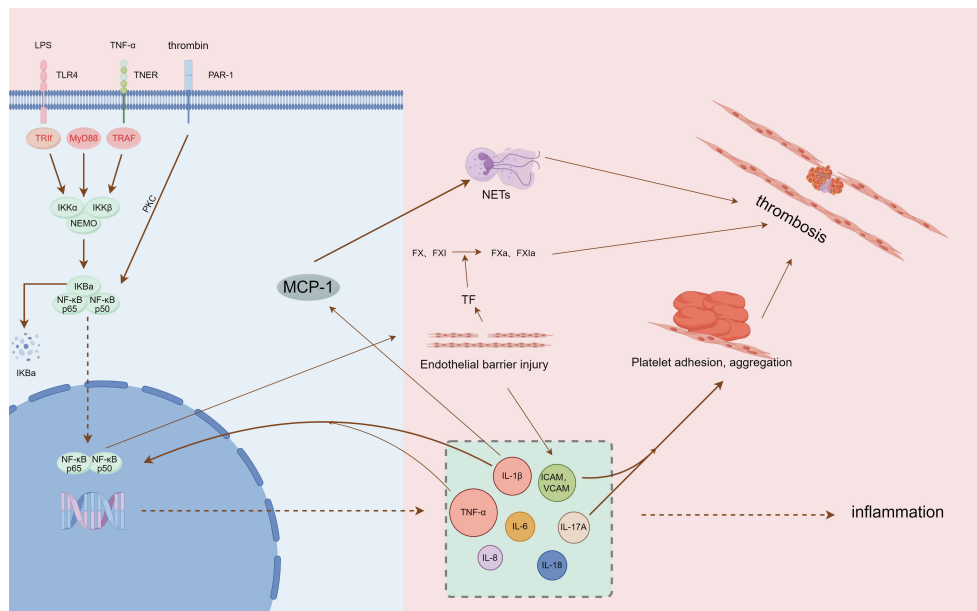 LPS
TNF-α
thrombin
TLR4
TNER
PAR-1
TRIf
MyD88
TRAF
PKC
IKKα
IKKβ
NEMO
IKBa
NF-κB
p65
NF-κB
p50
IKBa
NF-κB
p65
NF-κB
p50
MCP-1
NETs
FX、FXI
FXa、FXIa
TF
Endothelial barrier injury
thrombosis
Platelet adhesion, aggregation
IL-1β
ICAM,
VCAM
TNF-α
IL-6
IL-17A
IL-8
IL-18
inflammation